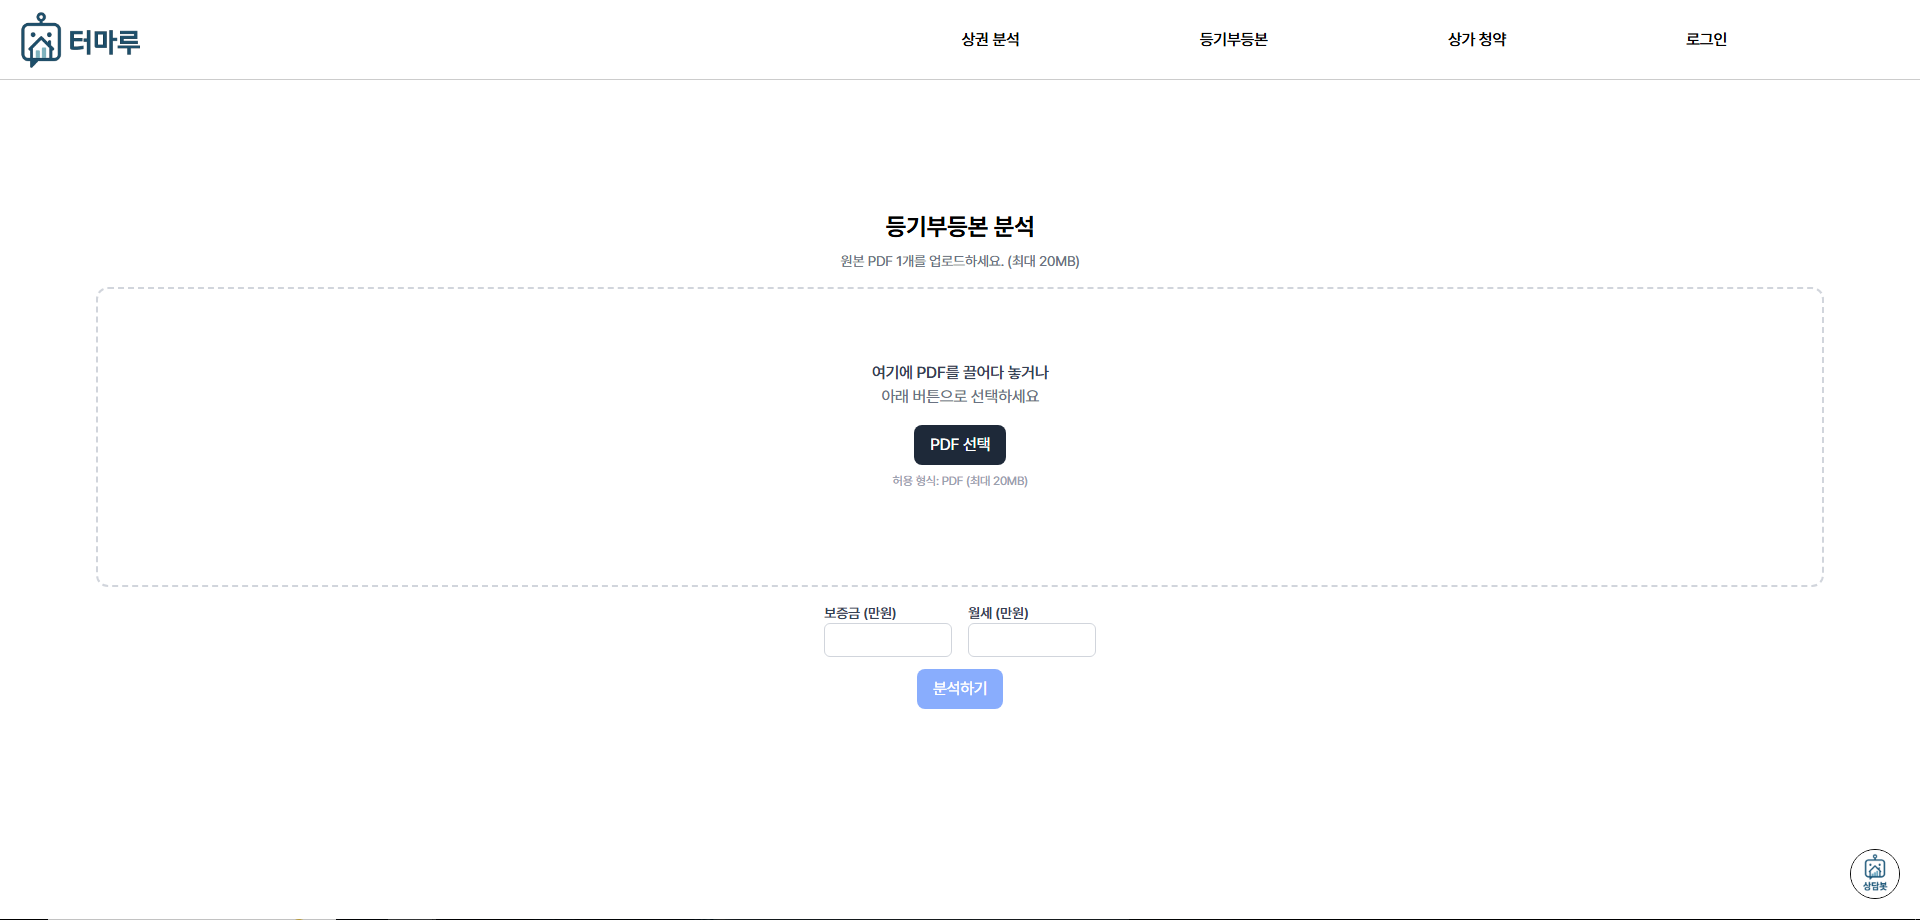 터마루
상권 분석
등기부등본
상가 청약
로그인
등기부등본 분석
원본 PDF 1개를 업로드하세요. (최대 20MB)
여기에 PDF를 끌어다 놓거나
아래 버튼으로 선택하세요
PDF 선택
허용 형식: PDF (최대 20MB)
보증금 (만원)
월세 (만원)
분석하기
상담봇